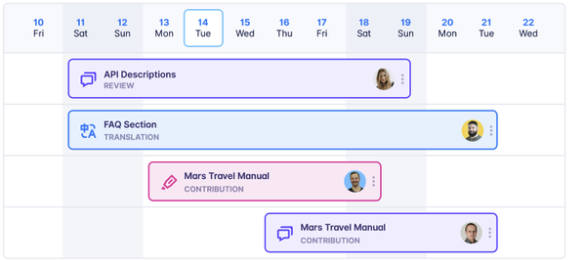 10 11 12 13 14 15 16 17 18 19 20 21 22
Fri Sat Sun Mon Tue Wed Thu Fri Sat Sun Mon Tue Wed
API Descriptions
REVIEW
FAQ Section
TRANSLATION
Mars Travel Manual
CONTRIBUTION
Mars Travel Manual
CONTRIBUTION